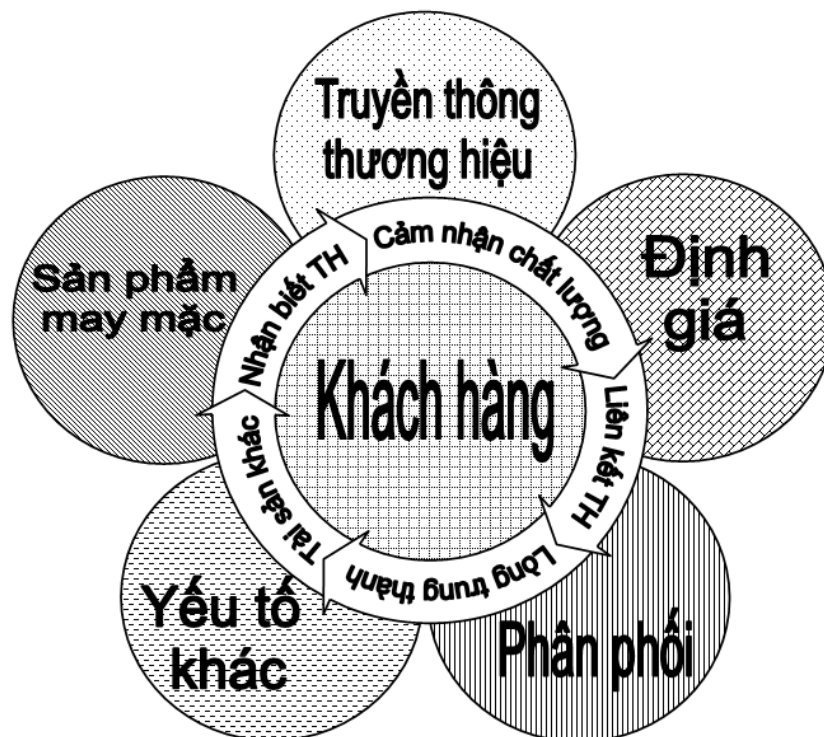 Truyền thông
thương hiệu
Định
giá
Phân phối
Yếu tố
khác
Sản phẩm
may mặc
Nhận biết TH
Cảm nhận chất lượng
Liên kết TH
Lòng trung thành
Tài sản khác
Khách hàng